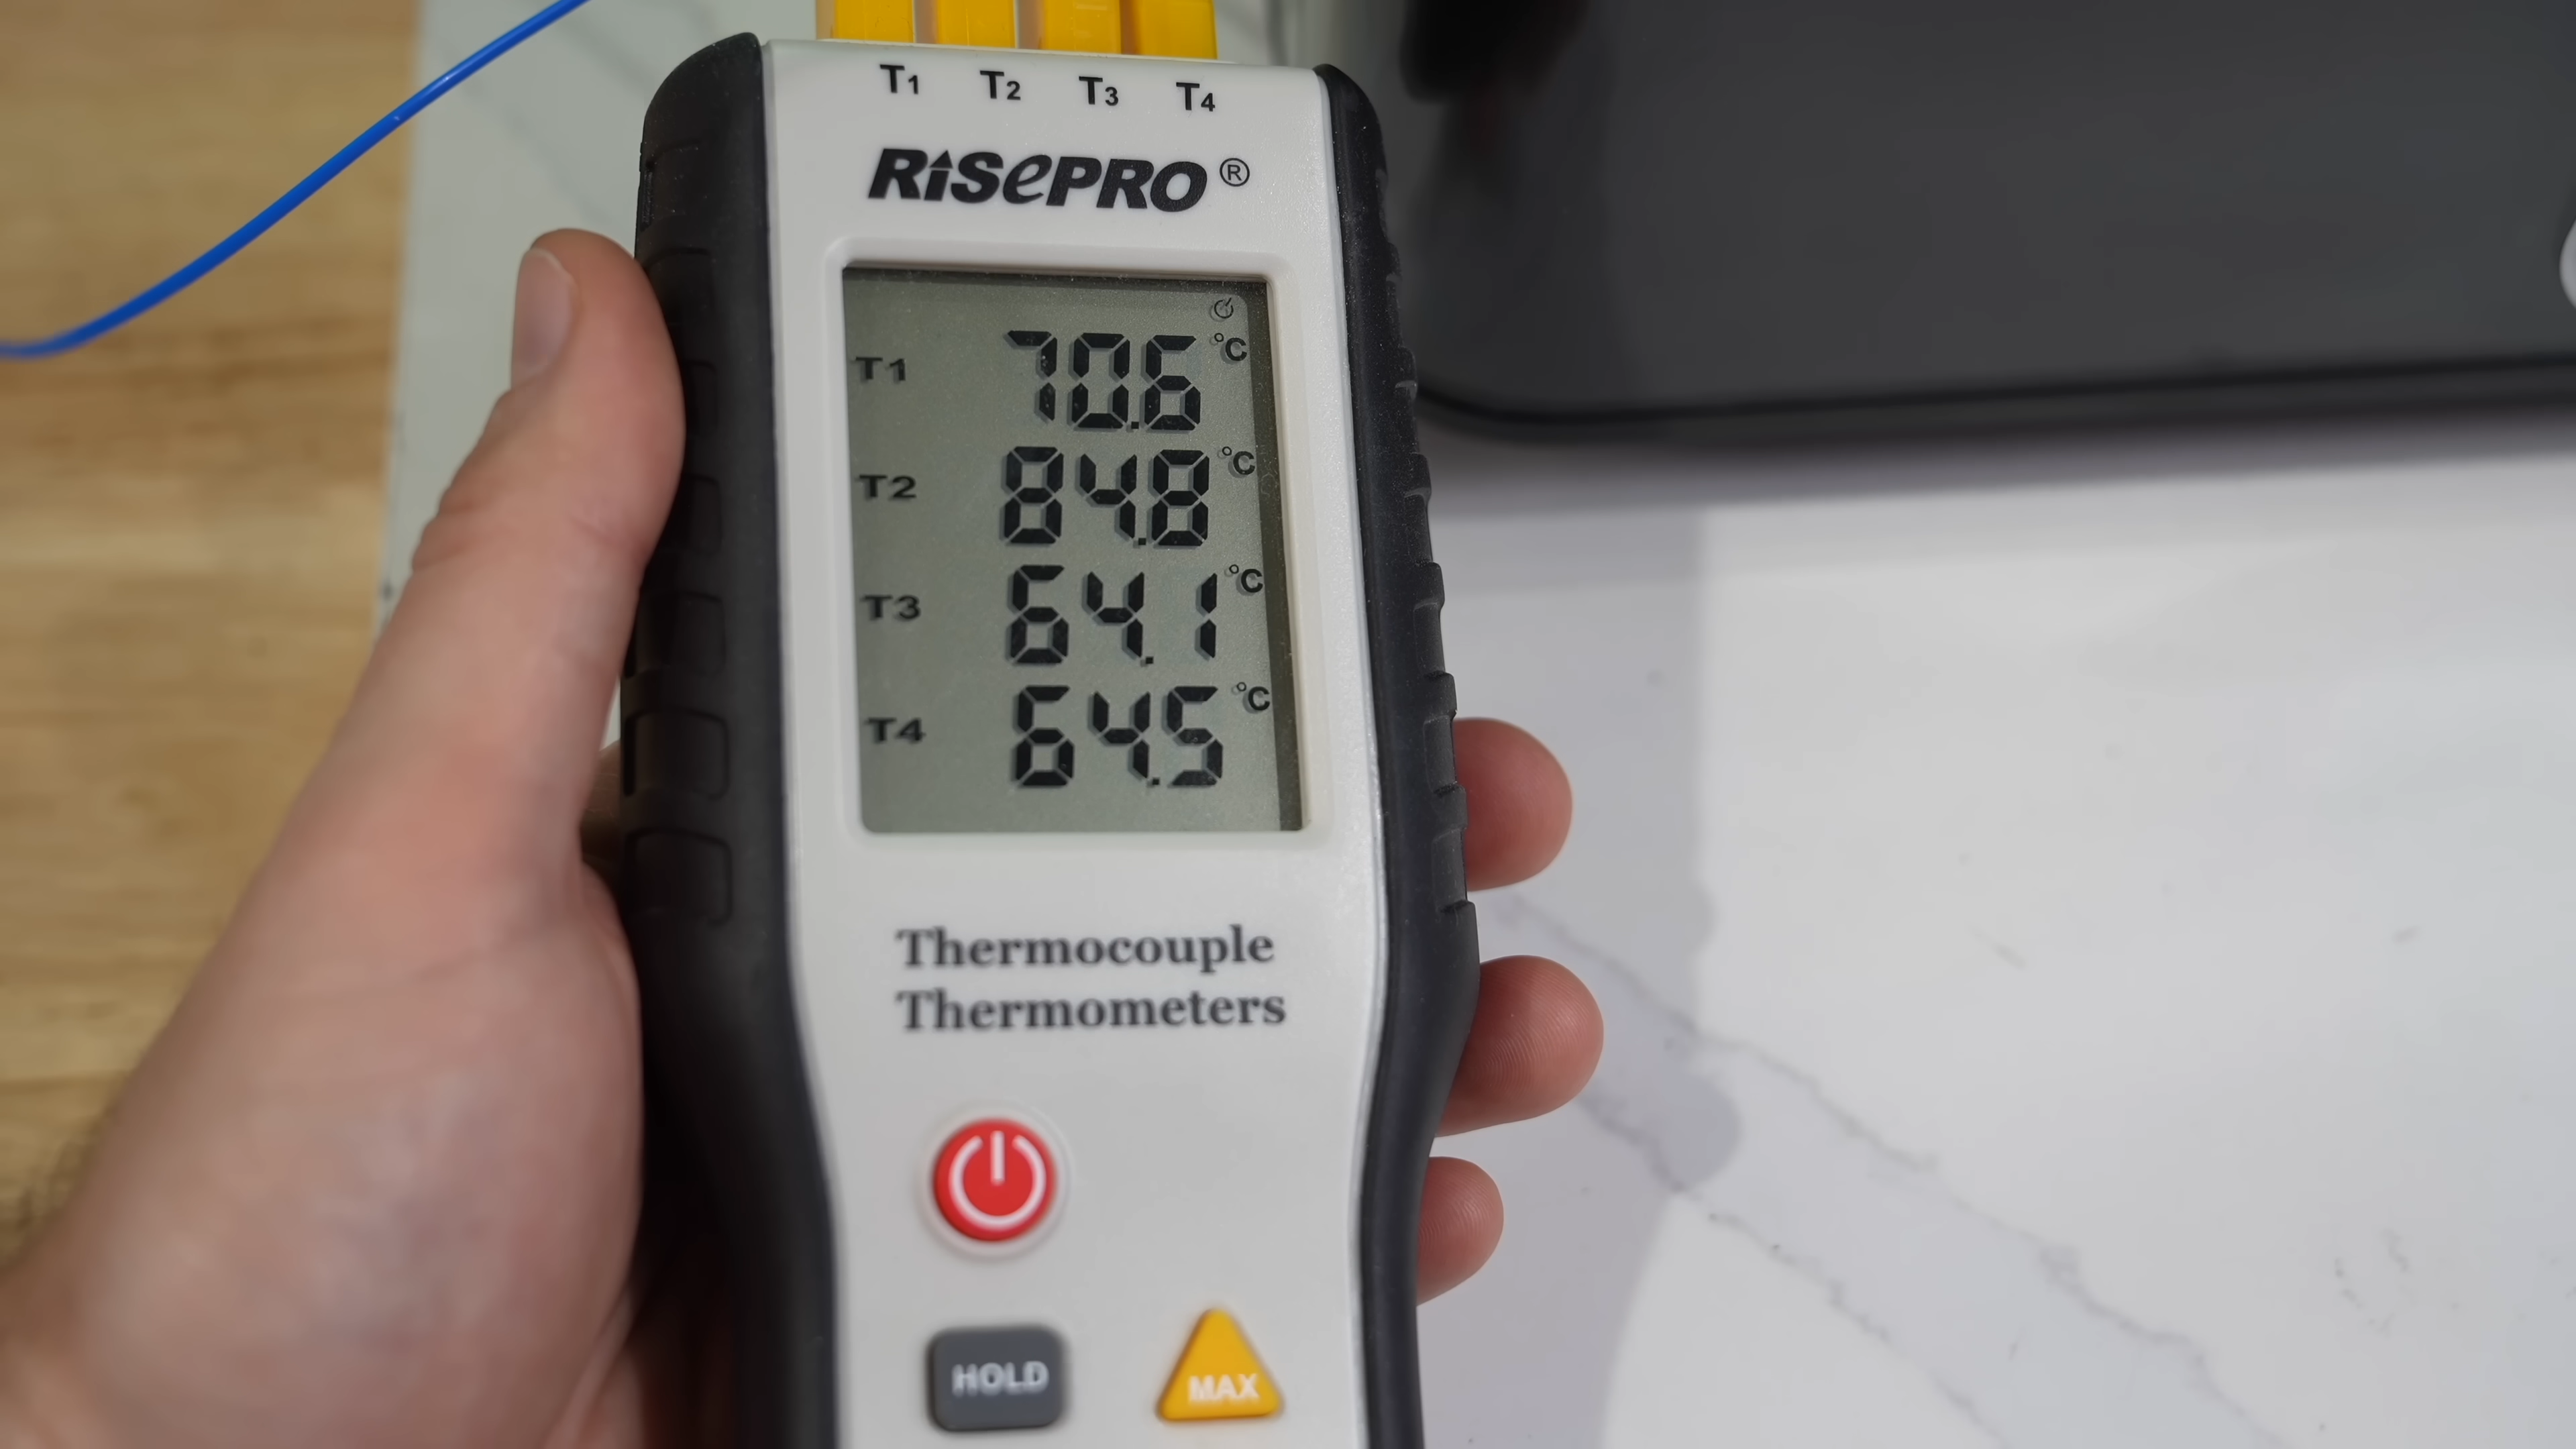 T1 T2 T3 T4
RiSePRO®
T1 70.6 °C
T2 84.8 °C
T3 64.1 °C
T4 64.5 °C
Thermocouple
Thermometers
HOLD MAX